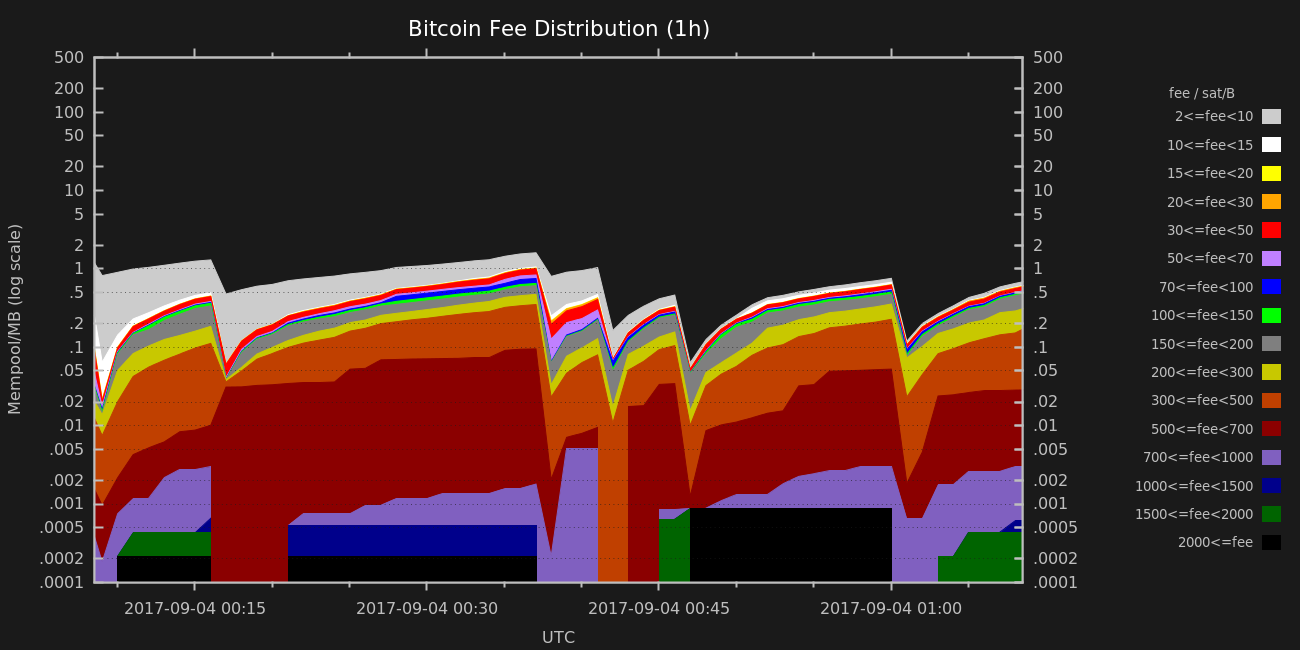 Bitcoin Fee Distribution (1h)
Mempool/MB (log scale)
500
200
100
50
20
10
5
2
1
.5
.2
.1
.05
.02
.01
.005
.002
.001
.0005
.0002
.0001
500
200
100
50
20
10
5
2
1
.5
.2
.1
.05
.02
.01
.005
.002
.001
.0005
.0002
.0001
2017-09-04 00:15
2017-09-04 00:30
2017-09-04 00:45
2017-09-04 01:00
UTC
fee / sat/B
2<=fee<10
10<=fee<15
15<=fee<20
20<=fee<30
30<=fee<50
50<=fee<70
70<=fee<100
100<=fee<150
150<=fee<200
200<=fee<300
300<=fee<500
500<=fee<700
700<=fee<1000
1000<=fee<1500
1500<=fee<2000
2000<=fee